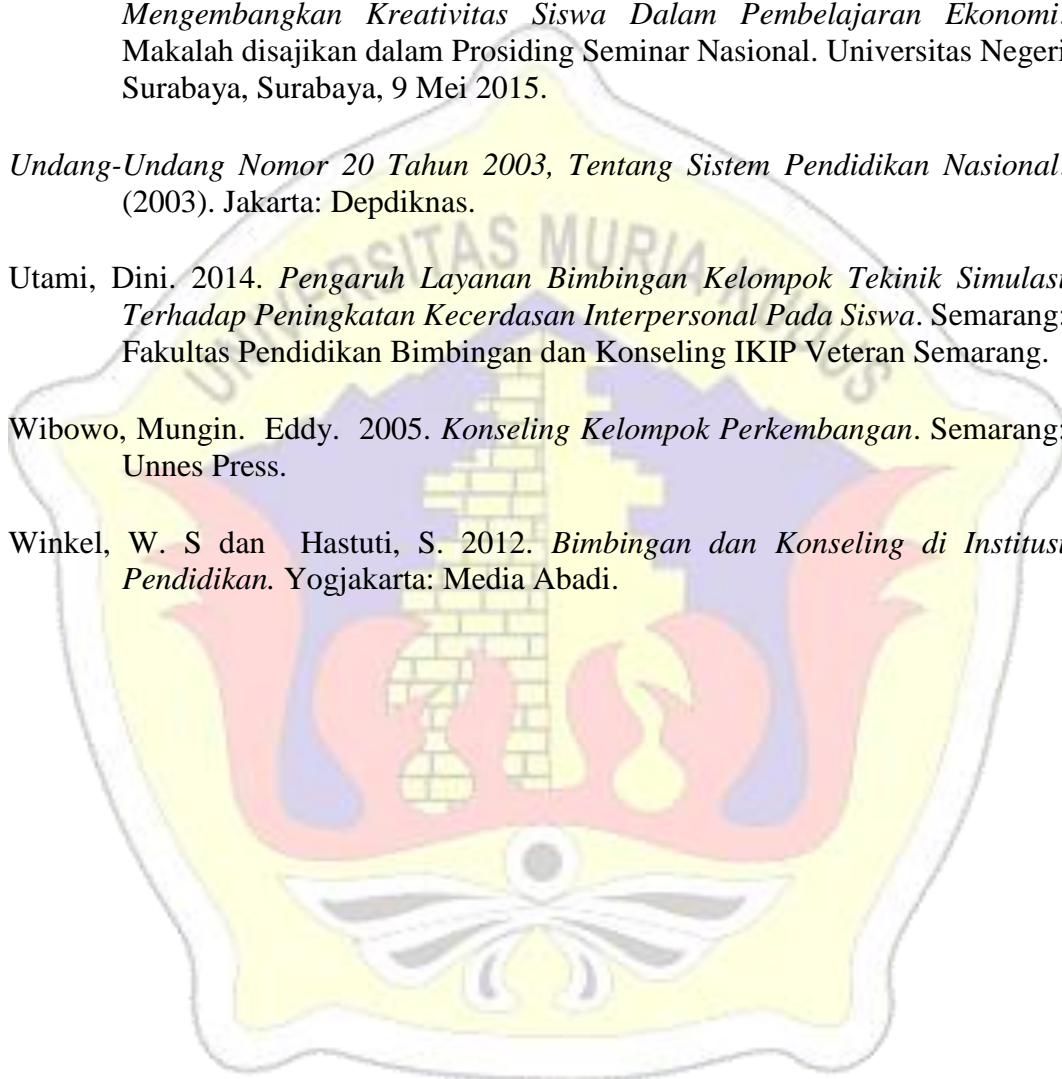 Mengembangkan Kreativitas Siswa Dalam Pembelajaran Ekonomi.
Makalah disajikan dalam Prosiding Seminar Nasional. Universitas Negeri
Surabaya, Surabaya, 9 Mei 2015.
Undang-Undang Nomor 20 Tahun 2003, Tentang Sistem Pendidikan Nasional.
(2003). Jakarta: Depdiknas.
UNIVERSITAS MURIA KUDUS
Utami, Dini. 2014. Pengaruh Layanan Bimbingan Kelompok Tekinik Simulasi
Terhadap Peningkatan Kecerdasan Interpersonal Pada Siswa. Semarang:
Fakultas Pendidikan Bimbingan dan Konseling IKIP Veteran Semarang.
Wibowo, Mungin. Eddy. 2005. Konseling Kelompok Perkembangan. Semarang:
Unnes Press.
Winkel, W. S dan Hastuti, S. 2012. Bimbingan dan Konseling di Institusi
Pendidikan. Yogjakarta: Media Abadi.